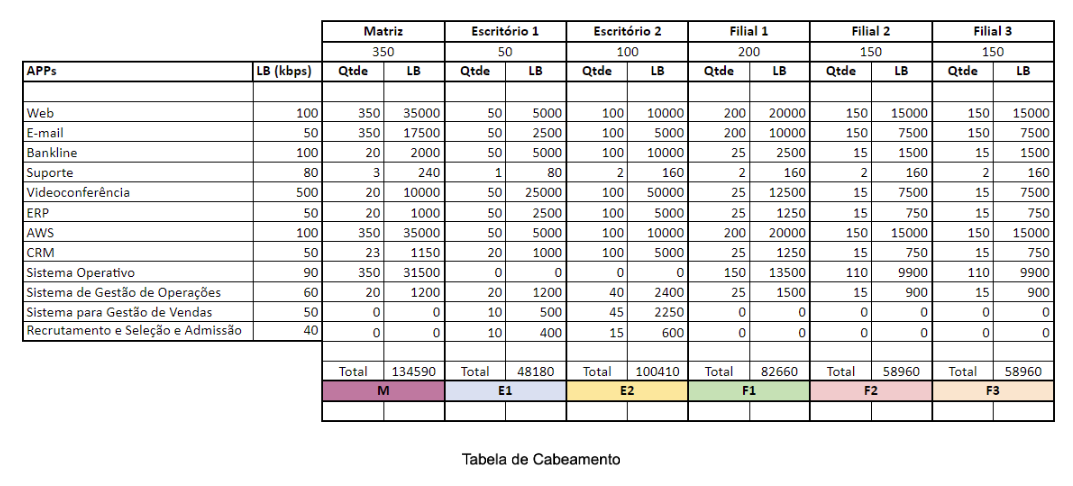 Matriz Escritório 1 Escritório 2 Filial 1 Filial 2 Filial 3
350 50 100 200 150 150
APPs LB (kbps) Qtde LB Qtde LB Qtde LB Qtde LB Qtde LB Qtde LB
Web 100 350 35000 50 5000 100 10000 200 20000 150 15000 150 15000
E-mail 50 350 17500 50 2500 100 5000 200 10000 150 7500 150 7500
Bankline 100 20 2000 50 5000 100 10000 25 2500 15 1500 15 1500
Suporte 80 3 240 1 80 2 160 2 160 2 160 2 160
Videoconferência 500 20 10000 50 25000 100 50000 25 12500 15 7500 15 7500
ERP 50 20 1000 50 2500 100 5000 25 1250 15 750 15 750
AWS 100 350 35000 50 5000 100 10000 200 20000 150 15000 150 15000
CRM 50 23 1150 20 1000 100 5000 25 1250 15 750 15 750
Sistema Operativo 90 350 31500 0 0 0 0 150 13500 110 9900 110 9900
Sistema de Gestão de Operações 60 20 1200 20 1200 40 2400 25 1500 15 900 15 900
Sistema para Gestão de Vendas 50 0 0 10 500 45 2250 0 0 0 0 0 0
Recrutamento e Seleção e Admissão 40 0 0 10 400 15 600 0 0 0 0 0 0
Total 134590 Total 48180 Total 100410 Total 82660 Total 58960 Total 58960
M E1 E2 F1 F2 F3
Tabela de Cabeamento